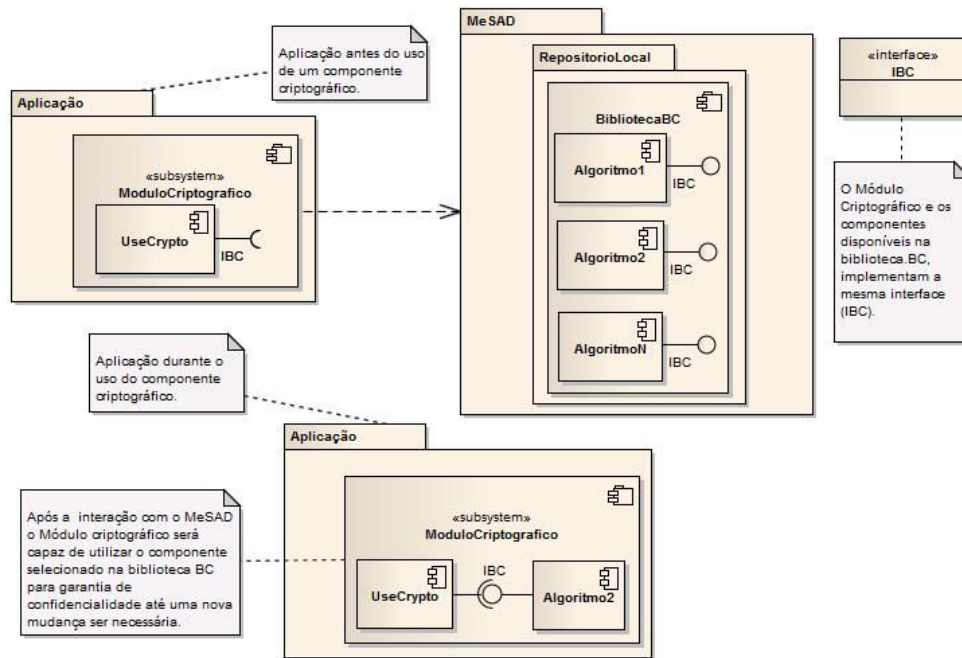 MeSAD
Aplicação antes do uso
de um componente
criptográfico.
RepositorioLocal
«interface»
IBC
Aplicação
BibliotecaBC
«subsystem»
ModuloCriptografico
UseCrypto
IBC
Algoritmo1
IBC
Algoritmo2
IBC
AlgoritmoN
IBC
O Módulo
Criptográfico e os
componentes
disponíveis na
biblioteca.BC,
implementam a
mesma interface
(IBC).
Aplicação durante o
uso do componente
criptográfico.
Aplicação
Após a interação com o MeSAD
o Módulo criptográfico será
capaz de utilizar o componente
selecionado na biblioteca BC
para garantia de
confidencialidade até uma nova
mudança ser necessária.
«subsystem»
ModuloCriptografico
UseCrypto
IBC
Algoritmo2